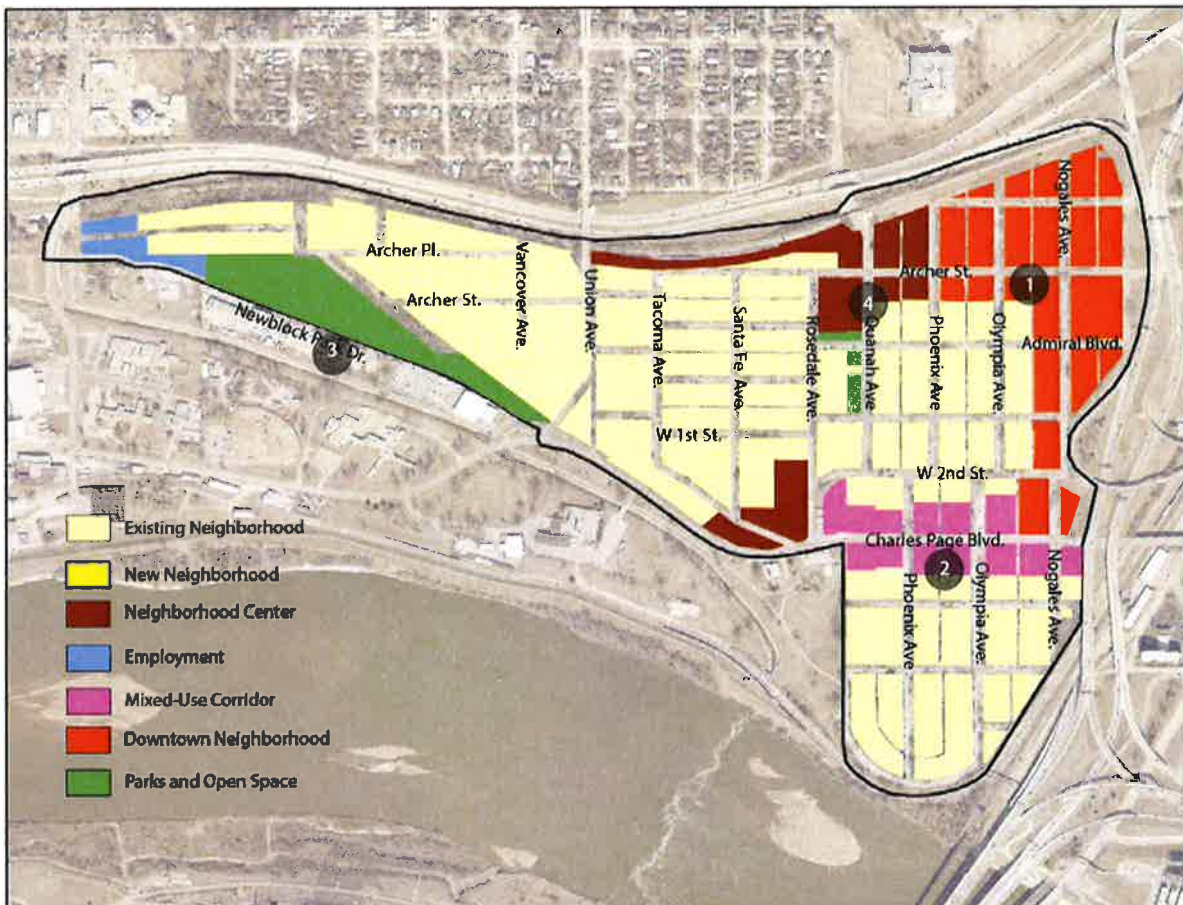 Nogales Ave.
Archer Pl.
Vancover Ave.
Archer St.
1
Union Ave.
Archer St.
4
Tacoma Ave.
Santa Fe Ave.
Rosedale Ave.
Quanah Ave
Phoenix Ave
Olympia Ave.
Admiral Blvd.
Newblock Park Dr.
3
W 1st St.
W 2nd St.
Charles Page Blvd.
2
Phoenix Ave
Olympia Ave.
Nogales Ave.
Existing Neighborhood
New Neighborhood
Neighborhood Center
Employment
Mixed-Use Corridor
Downtown Neighborhood
Parks and Open Space